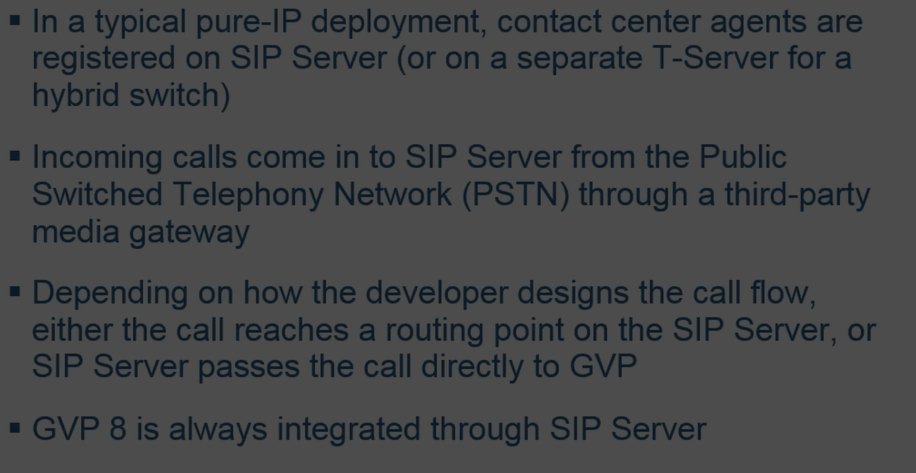 ▪ In a typical pure-IP deployment, contact center agents are
registered on SIP Server (or on a separate T-Server for a
hybrid switch)
▪ Incoming calls come in to SIP Server from the Public
Switched Telephony Network (PSTN) through a third-party
media gateway
▪ Depending on how the developer designs the call flow,
either the call reaches a routing point on the SIP Server, or
SIP Server passes the call directly to GVP
▪ GVP 8 is always integrated through SIP Server